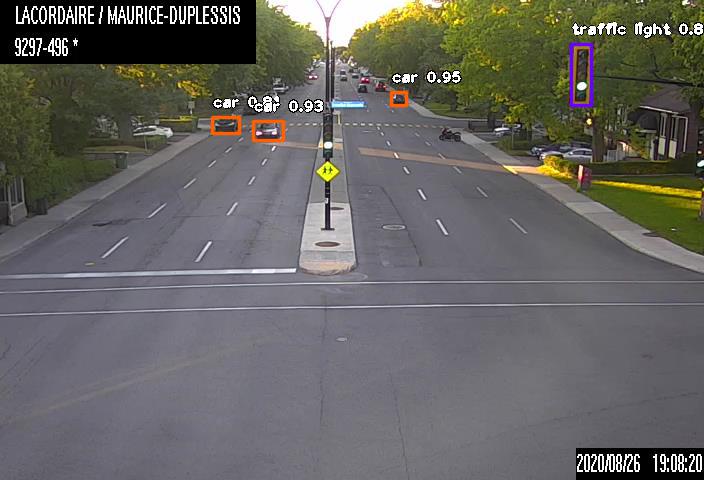 LACORDAIRE / MAURICE-DUPLESSIS
9297-496 *
traffic light 0.8
car 0.95
car 0.93
2020/08/26 19:08:20